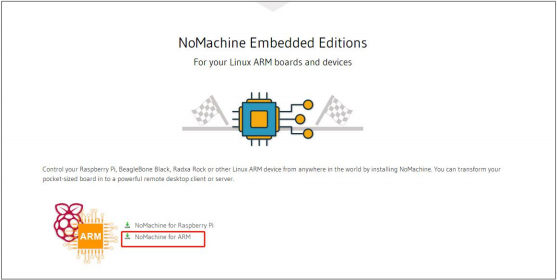 NoMachine Embedded Editions
For your Linux ARM boards and devices
Control your Raspberry Pi, BeagleBone Black, Radxa Rock or other Linux ARM device from anywhere in the world by installing NoMachine. You can transform your
pocket-sized board in to a powerful remote desktop client or server.
NoMachine for Raspberry Pi
ARM
NoMachine for ARM